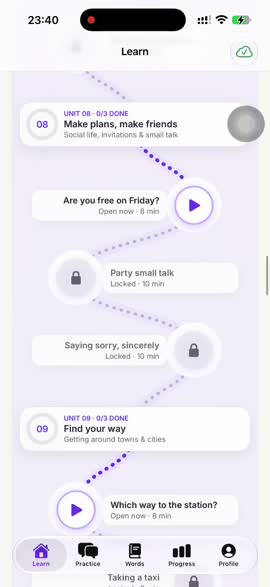 23:40
Learn
UNIT 08 · 0/3 DONE
08
Make plans, make friends
Social life, invitations & small talk
Are you free on Friday?
Open now · 8 min
Party small talk
Locked · 10 min
Saying sorry, sincerely
Locked · 10 min
UNIT 09 · 0/3 DONE
09
Find your way
Getting around towns & cities
Which way to the station?
Open now · 8 min
Learn
Practice
Words
Progress
Profile
Taking a taxi